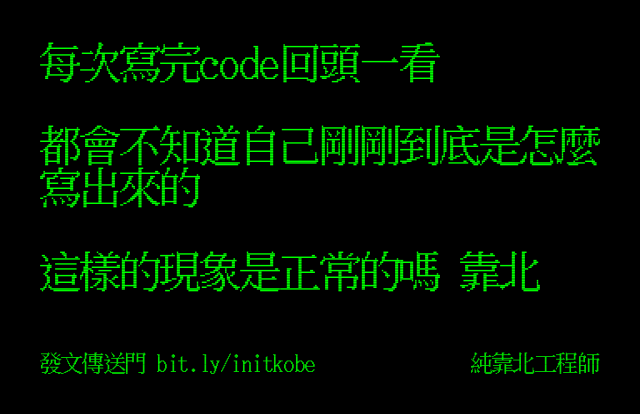 每次寫完code回頭一看
都會不知道自己剛剛到底是怎麼
寫出來的
這樣的現象是正常的嗎 靠北
發文傳送門 bit.ly/initkobe
純靠北工程師